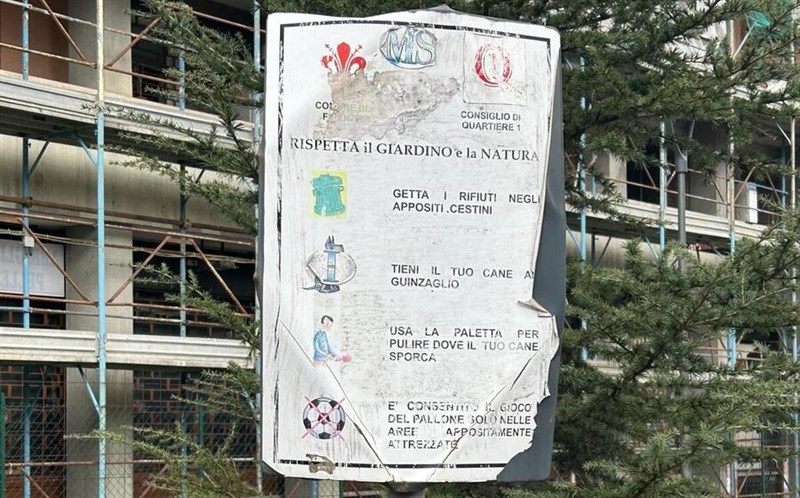 MiS
CONSIGLIO DI
QUARTIERE 1
RISPETTA il GIARDINO e la NATURA
GETTA I RIFIUTI NEGLI
APPOSITI .CESTINI
TIENI IL TUO CANE AL
GUINZAGLIO
USA LA PALETTA PER
PULIRE DOVE IL TUO CANE
SPORCA
E' CONSENTITO IL GIOCO
DEL PALLONE SOLO NELLE
AREE APPOSITAMENTE
ATTREZZATE